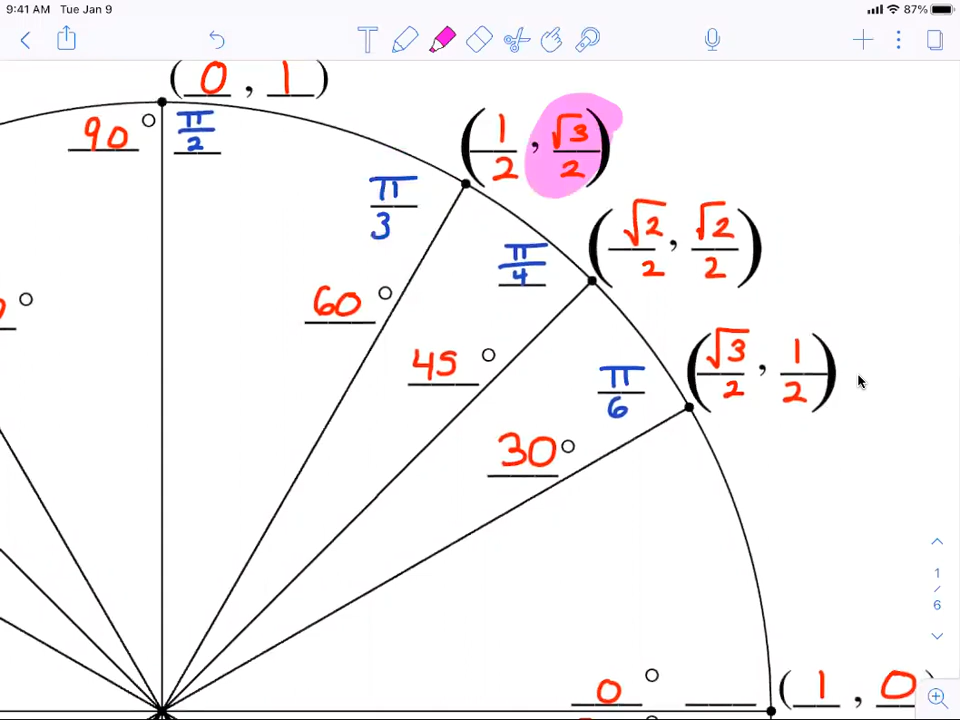 9:41 AM Tue Jan 9 87%
T
(0, 1)
90° π/2
(1/2, √3/2)
π/3
(√2/2, √2/2)
π/4
60°
45°
(√3/2, 1/2)
π/6
30°
1
/
6
0° (1, 0)